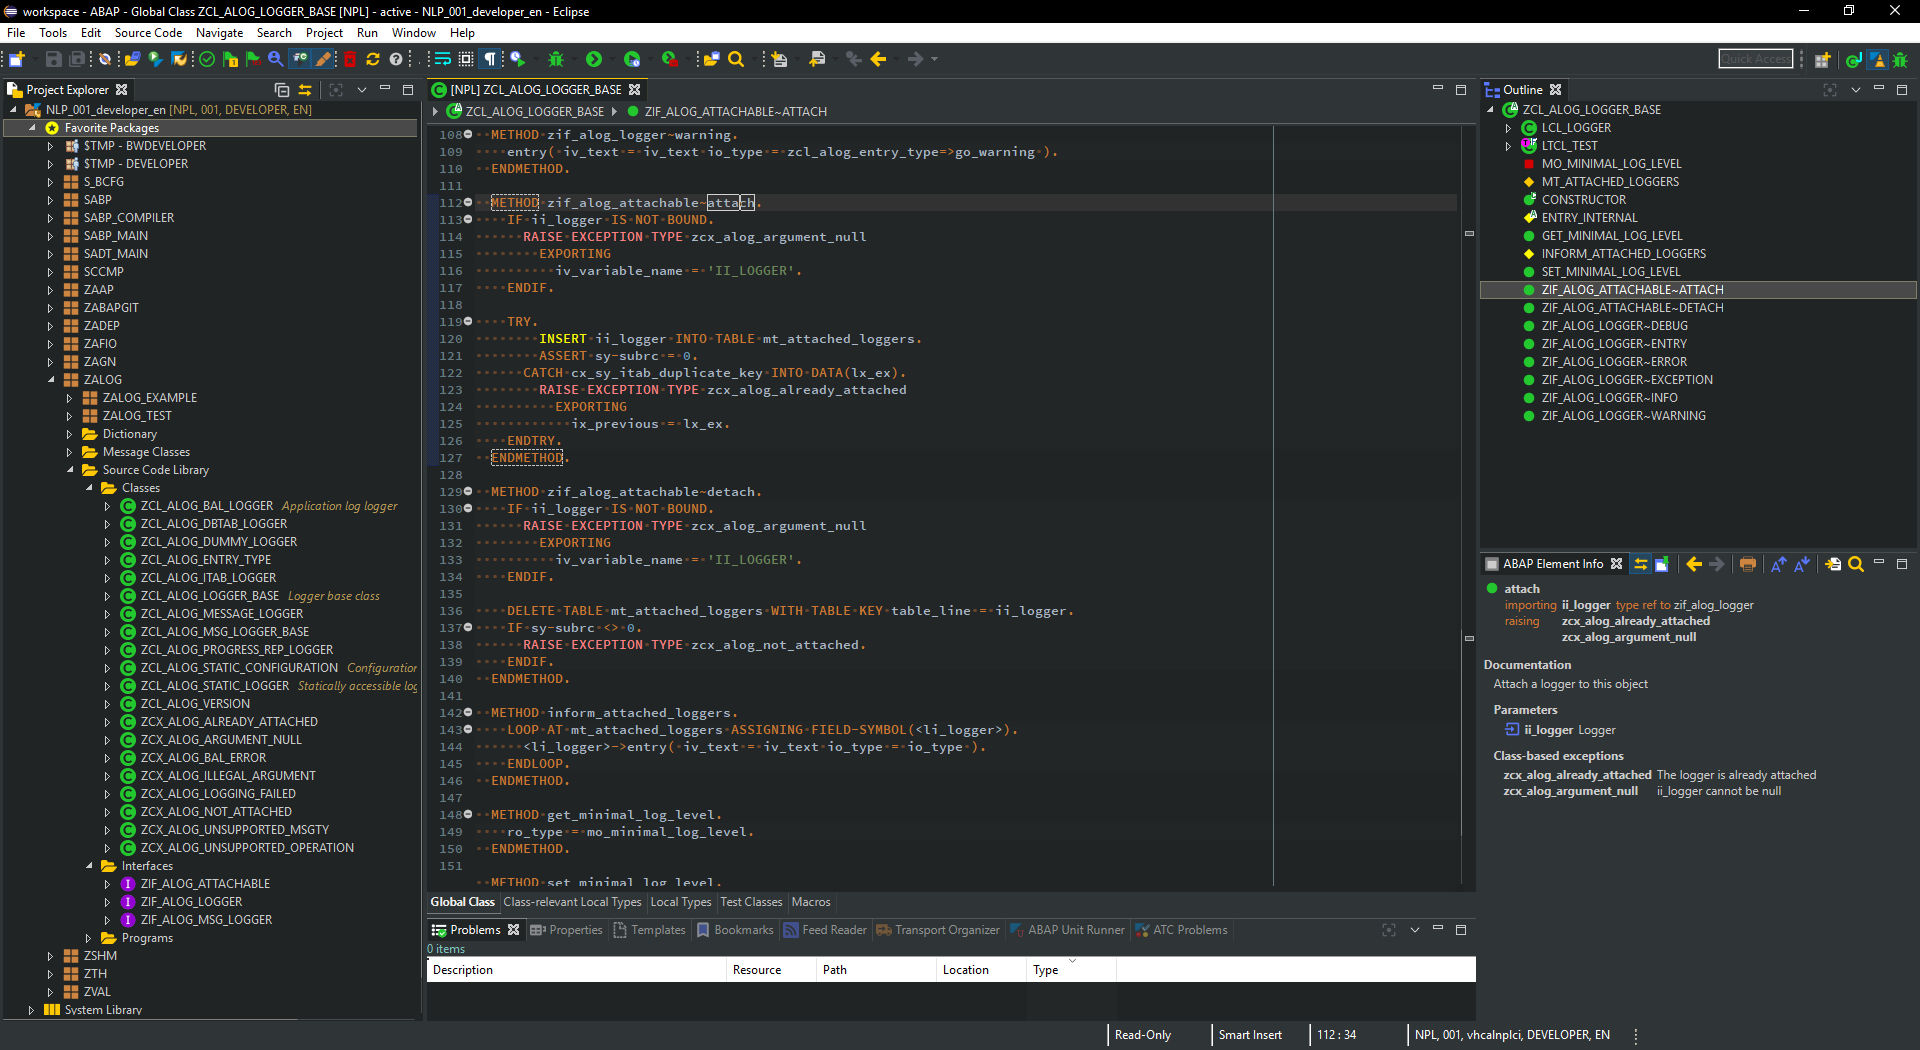 workspace - ABAP - Global Class ZCL_ALOG_LOGGER_BASE [NPL] - active - NLP_001_developer_en - Eclipse
File Tools Edit Source Code Navigate Search Project Run Window Help
Quick Access
Project Explorer
NLP_001_developer_en [NPL, 001, DEVELOPER, EN]
Favorite Packages
$TMP - BWDEVELOPER
$TMP - DEVELOPER
S_BCFG
SABP
SABP_COMPILER
SABP_MAIN
SADT_MAIN
SCCMP
ZAAP
ZABAPGIT
ZADEP
ZAFIO
ZAGN
ZALOG
ZALOG_EXAMPLE
ZALOG_TEST
Dictionary
Message Classes
Source Code Library
Classes
ZCL_ALOG_BAL_LOGGER Application log logger
ZCL_ALOG_DBTAB_LOGGER
ZCL_ALOG_DUMMY_LOGGER
ZCL_ALOG_ENTRY_TYPE
ZCL_ALOG_ITAB_LOGGER
ZCL_ALOG_LOGGER_BASE Logger base class
ZCL_ALOG_MESSAGE_LOGGER
ZCL_ALOG_MSG_LOGGER_BASE
ZCL_ALOG_PROGRESS_REP_LOGGER
ZCL_ALOG_STATIC_CONFIGURATION Configuration
ZCL_ALOG_STATIC_LOGGER Statically accessible log
ZCL_ALOG_VERSION
ZCX_ALOG_ALREADY_ATTACHED
ZCX_ALOG_ARGUMENT_NULL
ZCX_ALOG_BAL_ERROR
ZCX_ALOG_ILLEGAL_ARGUMENT
ZCX_ALOG_LOGGING_FAILED
ZCX_ALOG_NOT_ATTACHED
ZCX_ALOG_UNSUPPORTED_MSGTY
ZCX_ALOG_UNSUPPORTED_OPERATION
Interfaces
ZIF_ALOG_ATTACHABLE
ZIF_ALOG_LOGGER
ZIF_ALOG_MSG_LOGGER
Programs
ZSHM
ZTH
ZVAL
System Library
[NPL] ZCL_ALOG_LOGGER_BASE
ZCL_ALOG_LOGGER_BASE ZIF_ALOG_ATTACHABLE~ATTACH
108 METHOD zif_alog_logger~warning.
109 entry( iv_text = iv_text io_type = zcl_alog_entry_type=>go_warning ).
110 ENDMETHOD.
111
112 METHOD zif_alog_attachable~attach.
113 IF ii_logger IS NOT BOUND.
114 RAISE EXCEPTION TYPE zcx_alog_argument_null
115 EXPORTING
116 iv_variable_name = 'II_LOGGER'.
117 ENDIF.
118
119 TRY.
120 INSERT ii_logger INTO TABLE mt_attached_loggers.
121 ASSERT sy-subrc = 0.
122 CATCH cx_sy_itab_duplicate_key INTO DATA(lx_ex).
123 RAISE EXCEPTION TYPE zcx_alog_already_attached
124 EXPORTING
125 ix_previous = lx_ex.
126 ENDTRY.
127 ENDMETHOD.
128
129 METHOD zif_alog_attachable~detach.
130 IF ii_logger IS NOT BOUND.
131 RAISE EXCEPTION TYPE zcx_alog_argument_null
132 EXPORTING
133 iv_variable_name = 'II_LOGGER'.
134 ENDIF.
135
136 DELETE TABLE mt_attached_loggers WITH TABLE KEY table_line = ii_logger.
137 IF sy-subrc <> 0.
138 RAISE EXCEPTION TYPE zcx_alog_not_attached.
139 ENDIF.
140 ENDMETHOD.
141
142 METHOD inform_attached_loggers.
143 LOOP AT mt_attached_loggers ASSIGNING FIELD-SYMBOL(<li_logger>).
144 <li_logger>->entry( iv_text = iv_text io_type = io_type ).
145 ENDLOOP.
146 ENDMETHOD.
147
148 METHOD get_minimal_log_level.
149 ro_type = mo_minimal_log_level.
150 ENDMETHOD.
151
METHOD set_minimal_log_level.
Global Class Class-relevant Local Types Local Types Test Classes Macros
Problems Properties Templates Bookmarks Feed Reader Transport Organizer ABAP Unit Runner ATC Problems
0 items
Description Resource Path Location Type
Outline
ZCL_ALOG_LOGGER_BASE
LCL_LOGGER
LTCL_TEST
MO_MINIMAL_LOG_LEVEL
MT_ATTACHED_LOGGERS
CONSTRUCTOR
ENTRY_INTERNAL
GET_MINIMAL_LOG_LEVEL
INFORM_ATTACHED_LOGGERS
SET_MINIMAL_LOG_LEVEL
ZIF_ALOG_ATTACHABLE~ATTACH
ZIF_ALOG_ATTACHABLE~DETACH
ZIF_ALOG_LOGGER~DEBUG
ZIF_ALOG_LOGGER~ENTRY
ZIF_ALOG_LOGGER~ERROR
ZIF_ALOG_LOGGER~EXCEPTION
ZIF_ALOG_LOGGER~INFO
ZIF_ALOG_LOGGER~WARNING
ABAP Element Info
attach
importing ii_logger type ref to zif_alog_logger
raising zcx_alog_already_attached
zcx_alog_argument_null
Documentation
Attach a logger to this object
Parameters
ii_logger Logger
Class-based exceptions
zcx_alog_already_attached The logger is already attached
zcx_alog_argument_null ii_logger cannot be null
Read-Only Smart Insert 112 : 34 NPL, 001, vhcalnplci, DEVELOPER, EN